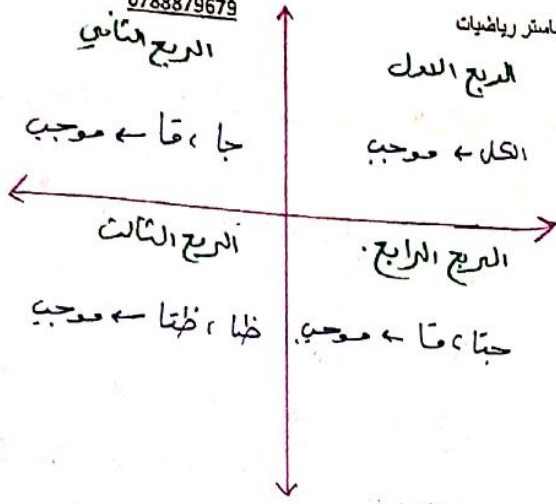 0788879679
ماستر رياضيات
الربع الاول
الكل ← موجب
الربع الثاني
جا ، قا ← موجب
الربع الثالث
ظا ، ظتا ← موجب
الربع الرابع.
جتا ، قا ← موجب